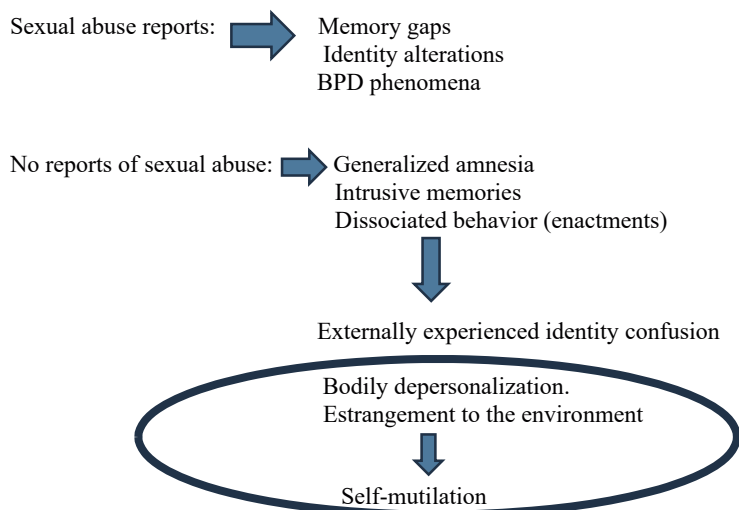 Sexual abuse reports: Memory gaps
Identity alterations
BPD phenomena
No reports of sexual abuse: Generalized amnesia
Intrusive memories
Dissociated behavior (enactments)
Externally experienced identity confusion
Bodily depersonalization.
Estrangement to the environment
Self-mutilation